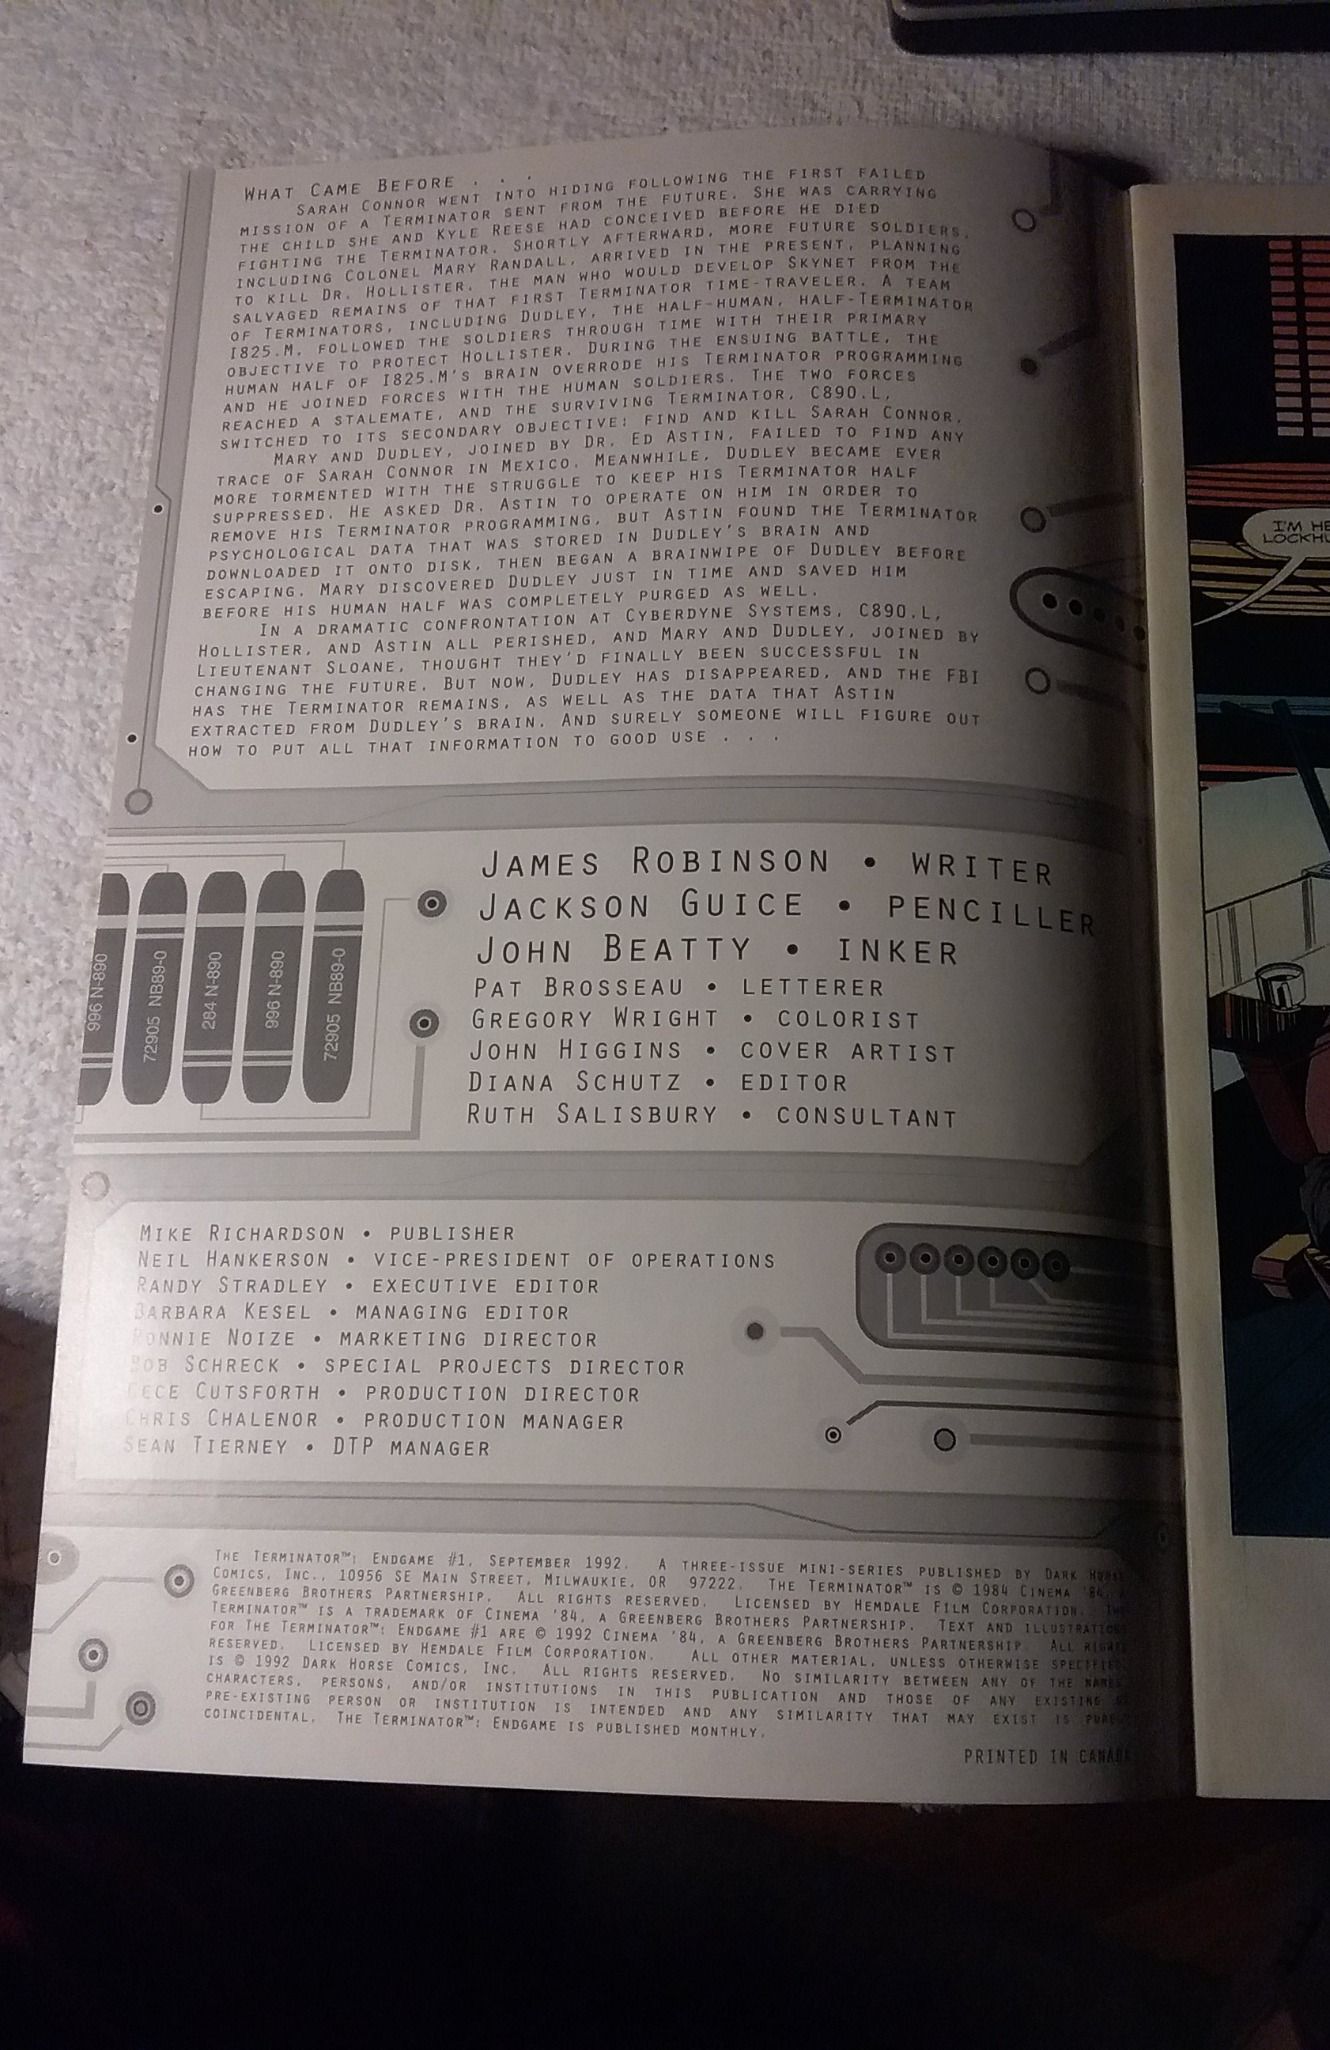 WHAT CAME BEFORE . . .
SARAH CONNOR WENT INTO HIDING FOLLOWING THE FIRST FAILED
MISSION OF A TERMINATOR SENT FROM THE FUTURE. SHE WAS CARRYING
THE CHILD SHE AND KYLE REESE HAD CONCEIVED BEFORE HE DIED
FIGHTING THE TERMINATOR. SHORTLY AFTERWARD, MORE FUTURE SOLDIERS,
INCLUDING COLONEL MARY RANDALL, ARRIVED IN THE PRESENT, PLANNING
TO KILL DR. HOLLISTER, THE MAN WHO WOULD DEVELOP SKYNET FROM THE
SALVAGED REMAINS OF THAT FIRST TERMINATOR TIME-TRAVELER. A TEAM
OF TERMINATORS, INCLUDING DUDLEY, THE HALF-HUMAN, HALF-TERMINATOR
I825.M, FOLLOWED THE SOLDIERS THROUGH TIME WITH THEIR PRIMARY
OBJECTIVE TO PROTECT HOLLISTER. DURING THE ENSUING BATTLE, THE
HUMAN HALF OF I825.M'S BRAIN OVERRODE HIS TERMINATOR PROGRAMMING
AND HE JOINED FORCES WITH THE HUMAN SOLDIERS. THE TWO FORCES
REACHED A STALEMATE, AND THE SURVIVING TERMINATOR, C890.L,
SWITCHED TO ITS SECONDARY OBJECTIVE: FIND AND KILL SARAH CONNOR.
MARY AND DUDLEY, JOINED BY DR. ED ASTIN, FAILED TO FIND ANY
TRACE OF SARAH CONNOR IN MEXICO. MEANWHILE, DUDLEY BECAME EVER
MORE TORMENTED WITH THE STRUGGLE TO KEEP HIS TERMINATOR HALF
SUPPRESSED. HE ASKED DR. ASTIN TO OPERATE ON HIM IN ORDER TO
REMOVE HIS TERMINATOR PROGRAMMING, BUT ASTIN FOUND THE TERMINATOR
PSYCHOLOGICAL DATA THAT WAS STORED IN DUDLEY'S BRAIN AND
DOWNLOADED IT ONTO DISK, THEN BEGAN A BRAINWIPE OF DUDLEY BEFORE
ESCAPING. MARY DISCOVERED DUDLEY JUST IN TIME AND SAVED HIM
BEFORE HIS HUMAN HALF WAS COMPLETELY PURGED AS WELL.
IN A DRAMATIC CONFRONTATION AT CYBERDYNE SYSTEMS, C890.L,
HOLLISTER, AND ASTIN ALL PERISHED, AND MARY AND DUDLEY, JOINED BY
LIEUTENANT SLOANE, THOUGHT THEY'D FINALLY BEEN SUCCESSFUL IN
CHANGING THE FUTURE. BUT NOW, DUDLEY HAS DISAPPEARED, AND THE FBI
HAS THE TERMINATOR REMAINS, AS WELL AS THE DATA THAT ASTIN
EXTRACTED FROM DUDLEY'S BRAIN. AND SURELY SOMEONE WILL FIGURE OUT
HOW TO PUT ALL THAT INFORMATION TO GOOD USE . . .
I'M HE
LOCKHU
JAMES ROBINSON • WRITER
JACKSON GUICE • PENCILLER
JOHN BEATTY • INKER
PAT BROSSEAU • LETTERER
GREGORY WRIGHT • COLORIST
JOHN HIGGINS • COVER ARTIST
DIANA SCHUTZ • EDITOR
RUTH SALISBURY • CONSULTANT
996 N-890
72905 NB89-0
284 N-890
996 N-890
72905 NB89-0
MIKE RICHARDSON • PUBLISHER
NEIL HANKERSON • VICE-PRESIDENT OF OPERATIONS
RANDY STRADLEY • EXECUTIVE EDITOR
BARBARA KESEL • MANAGING EDITOR
NOIZE • MARKETING DIRECTOR
BOB SCHRECK • SPECIAL PROJECTS DIRECTOR
CECE CUTSFORTH • PRODUCTION DIRECTOR
CHRIS CHALENOR • PRODUCTION MANAGER
SEAN TIERNEY • DTP MANAGER
THE TERMINATOR™: ENDGAME #1, SEPTEMBER 1992. A THREE-ISSUE MINI-SERIES PUBLISHED BY DARK HORSE
COMICS, INC., 10956 SE MAIN STREET, MILWAUKIE, OR 97222. THE TERMINATOR™ IS © 1984 CINEMA '84, A
GREENBERG BROTHERS PARTNERSHIP. ALL RIGHTS RESERVED. LICENSED BY HEMDALE FILM CORPORATION. THE
TERMINATOR™ IS A TRADEMARK OF CINEMA '84, A GREENBERG BROTHERS PARTNERSHIP. TEXT AND ILLUSTRATIONS
FOR THE TERMINATOR™: ENDGAME #1 ARE © 1992 CINEMA '84, A GREENBERG BROTHERS PARTNERSHIP. ALL RIGHTS
RESERVED. LICENSED BY HEMDALE FILM CORPORATION. ALL OTHER MATERIAL, UNLESS OTHERWISE SPECIFIED,
IS © 1992 DARK HORSE COMICS, INC. ALL RIGHTS RESERVED. NO SIMILARITY BETWEEN ANY OF THE NAMES,
CHARACTERS, PERSONS, AND/OR INSTITUTIONS IN THIS PUBLICATION AND THOSE OF ANY EXISTING
PRE-EXISTING PERSON OR INSTITUTION IS INTENDED AND ANY SIMILARITY THAT MAY EXIST IS PURELY
COINCIDENTAL. THE TERMINATOR™: ENDGAME IS PUBLISHED MONTHLY.
PRINTED IN CANADA